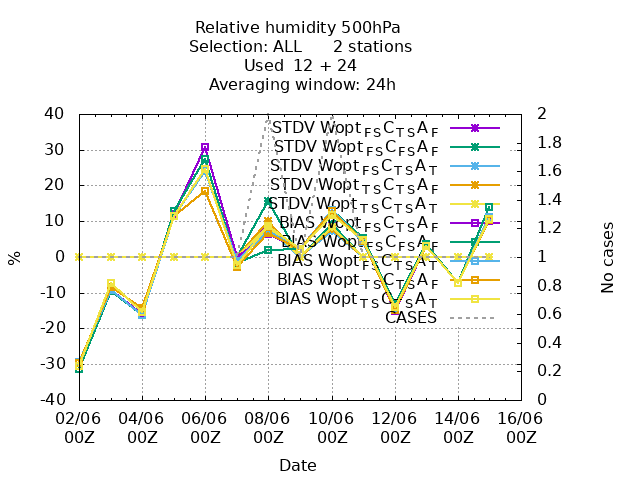 Relative humidity 500hPa
Selection: ALL 2 stations
Used 12 + 24
Averaging window: 24h
40
30
20
10
0
-10
-20
-30
-40
%
2
1.8
1.6
1.4
1.2
1
0.8
0.6
0.4
0.2
0
No cases
STDV Wopt_FS C_TS A_F
STDV Wopt_FS C_FS A_F
STDV Wopt_FS C_TS A_T
STDV Wopt_TS C_TS A_F
STDV Wopt_TS C_TS A_T
BIAS Wopt_FS C_TS A_F
BIAS Wopt_FS C_FS A_F
BIAS Wopt_FS C_TS A_T
BIAS Wopt_TS C_TS A_F
BIAS Wopt_TS C_TS A_T
CASES
02/06 04/06 06/06 08/06 10/06 12/06 14/06 16/06
00Z 00Z 00Z 00Z 00Z 00Z 00Z 00Z
Date